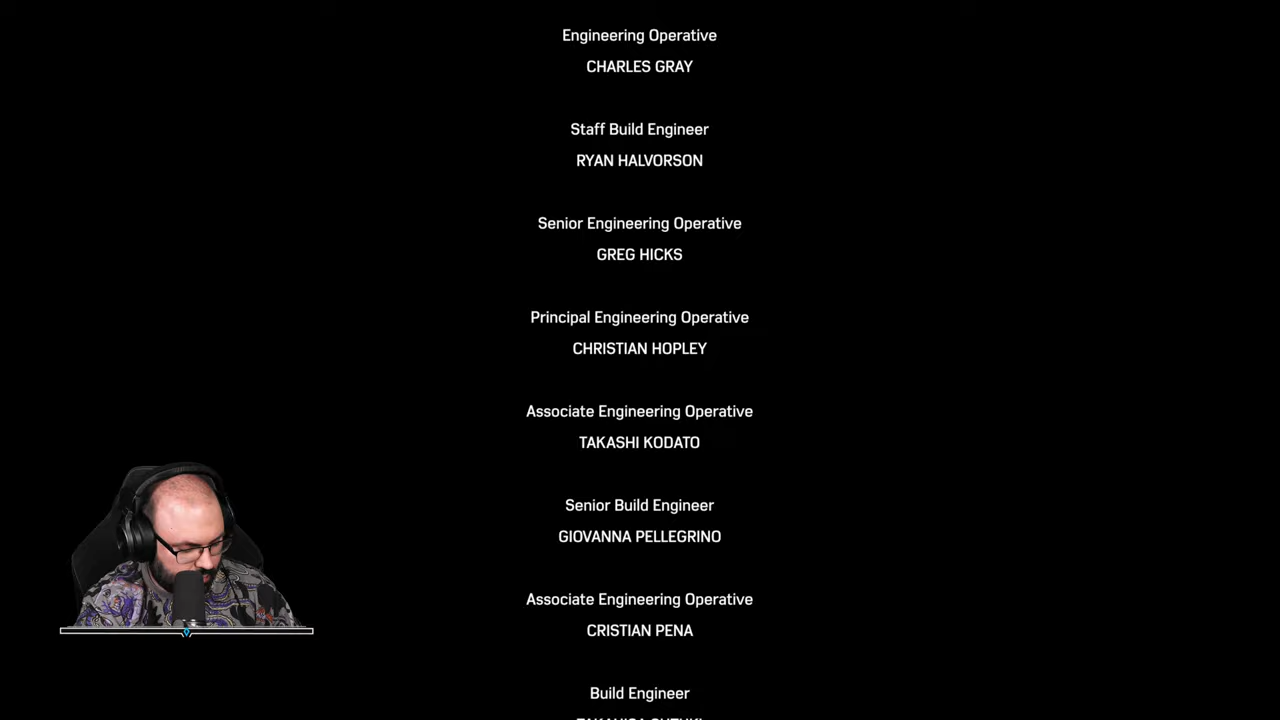 Engineering Operative
CHARLES GRAY
Staff Build Engineer
RYAN HALVORSON
Senior Engineering Operative
GREG HICKS
Principal Engineering Operative
CHRISTIAN HOPLEY
Associate Engineering Operative
TAKASHI KODATO
Senior Build Engineer
GIOVANNA PELLEGRINO
Associate Engineering Operative
CRISTIAN PENA
Build Engineer